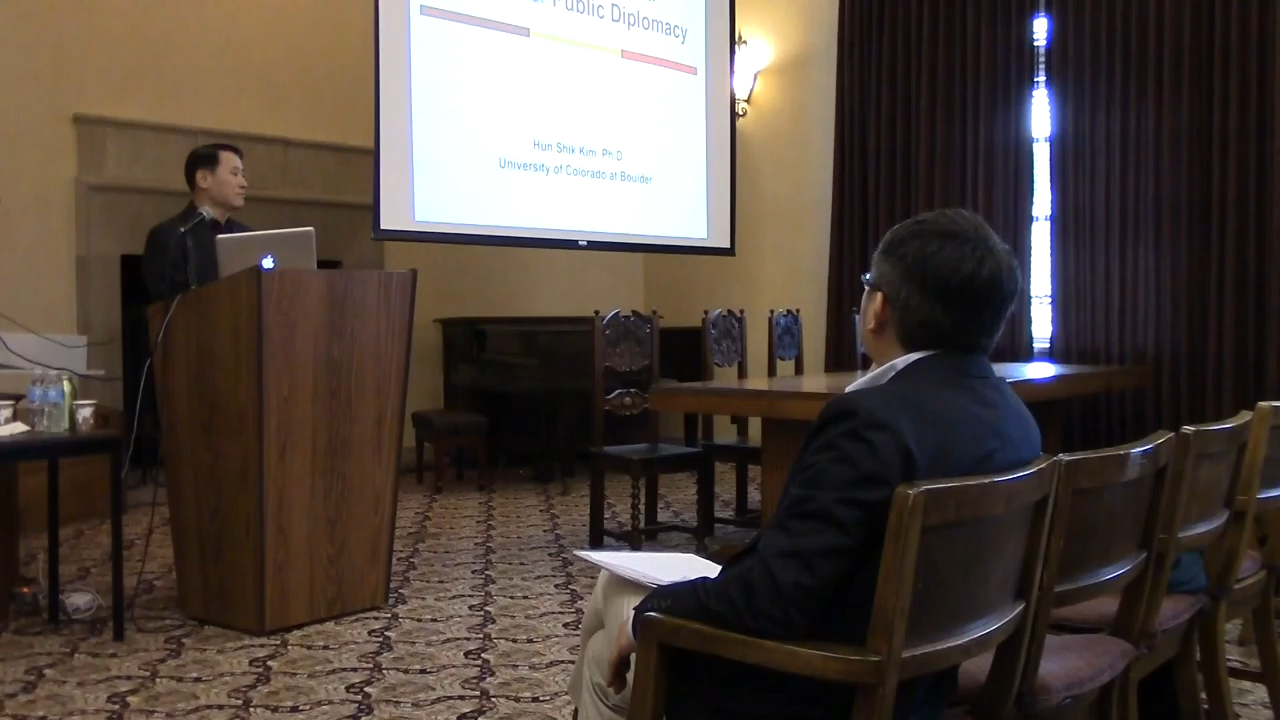 Public Diplomacy
Hun Shik Kim, Ph.D
University of Colorado at Boulder